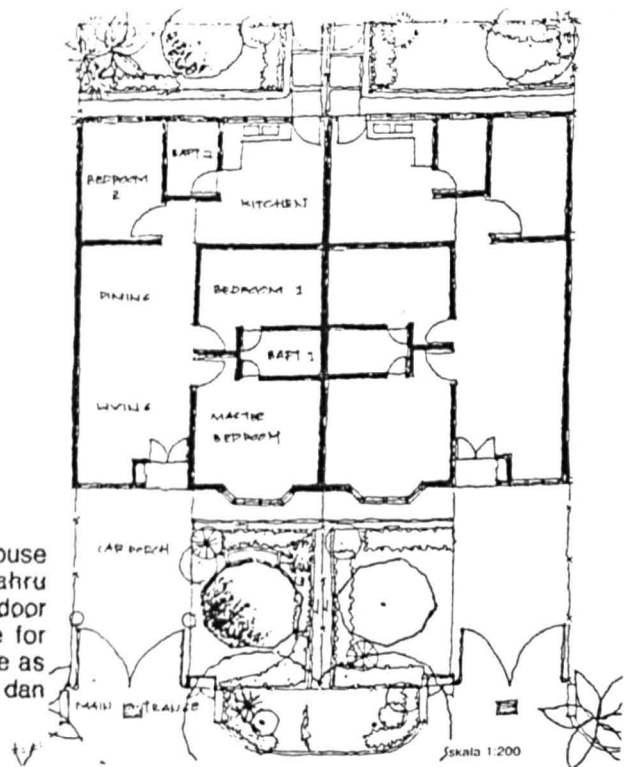 BATH 2
BEDROOM
2
KITCHEN
DINING
BEDROOM 1
BATH 1
LIVING
MASTER
BEDROOM
CAR PORCH
ouse
ahru
door
e for
e as
dan
MAIN ENTRANCE
skala 1:200